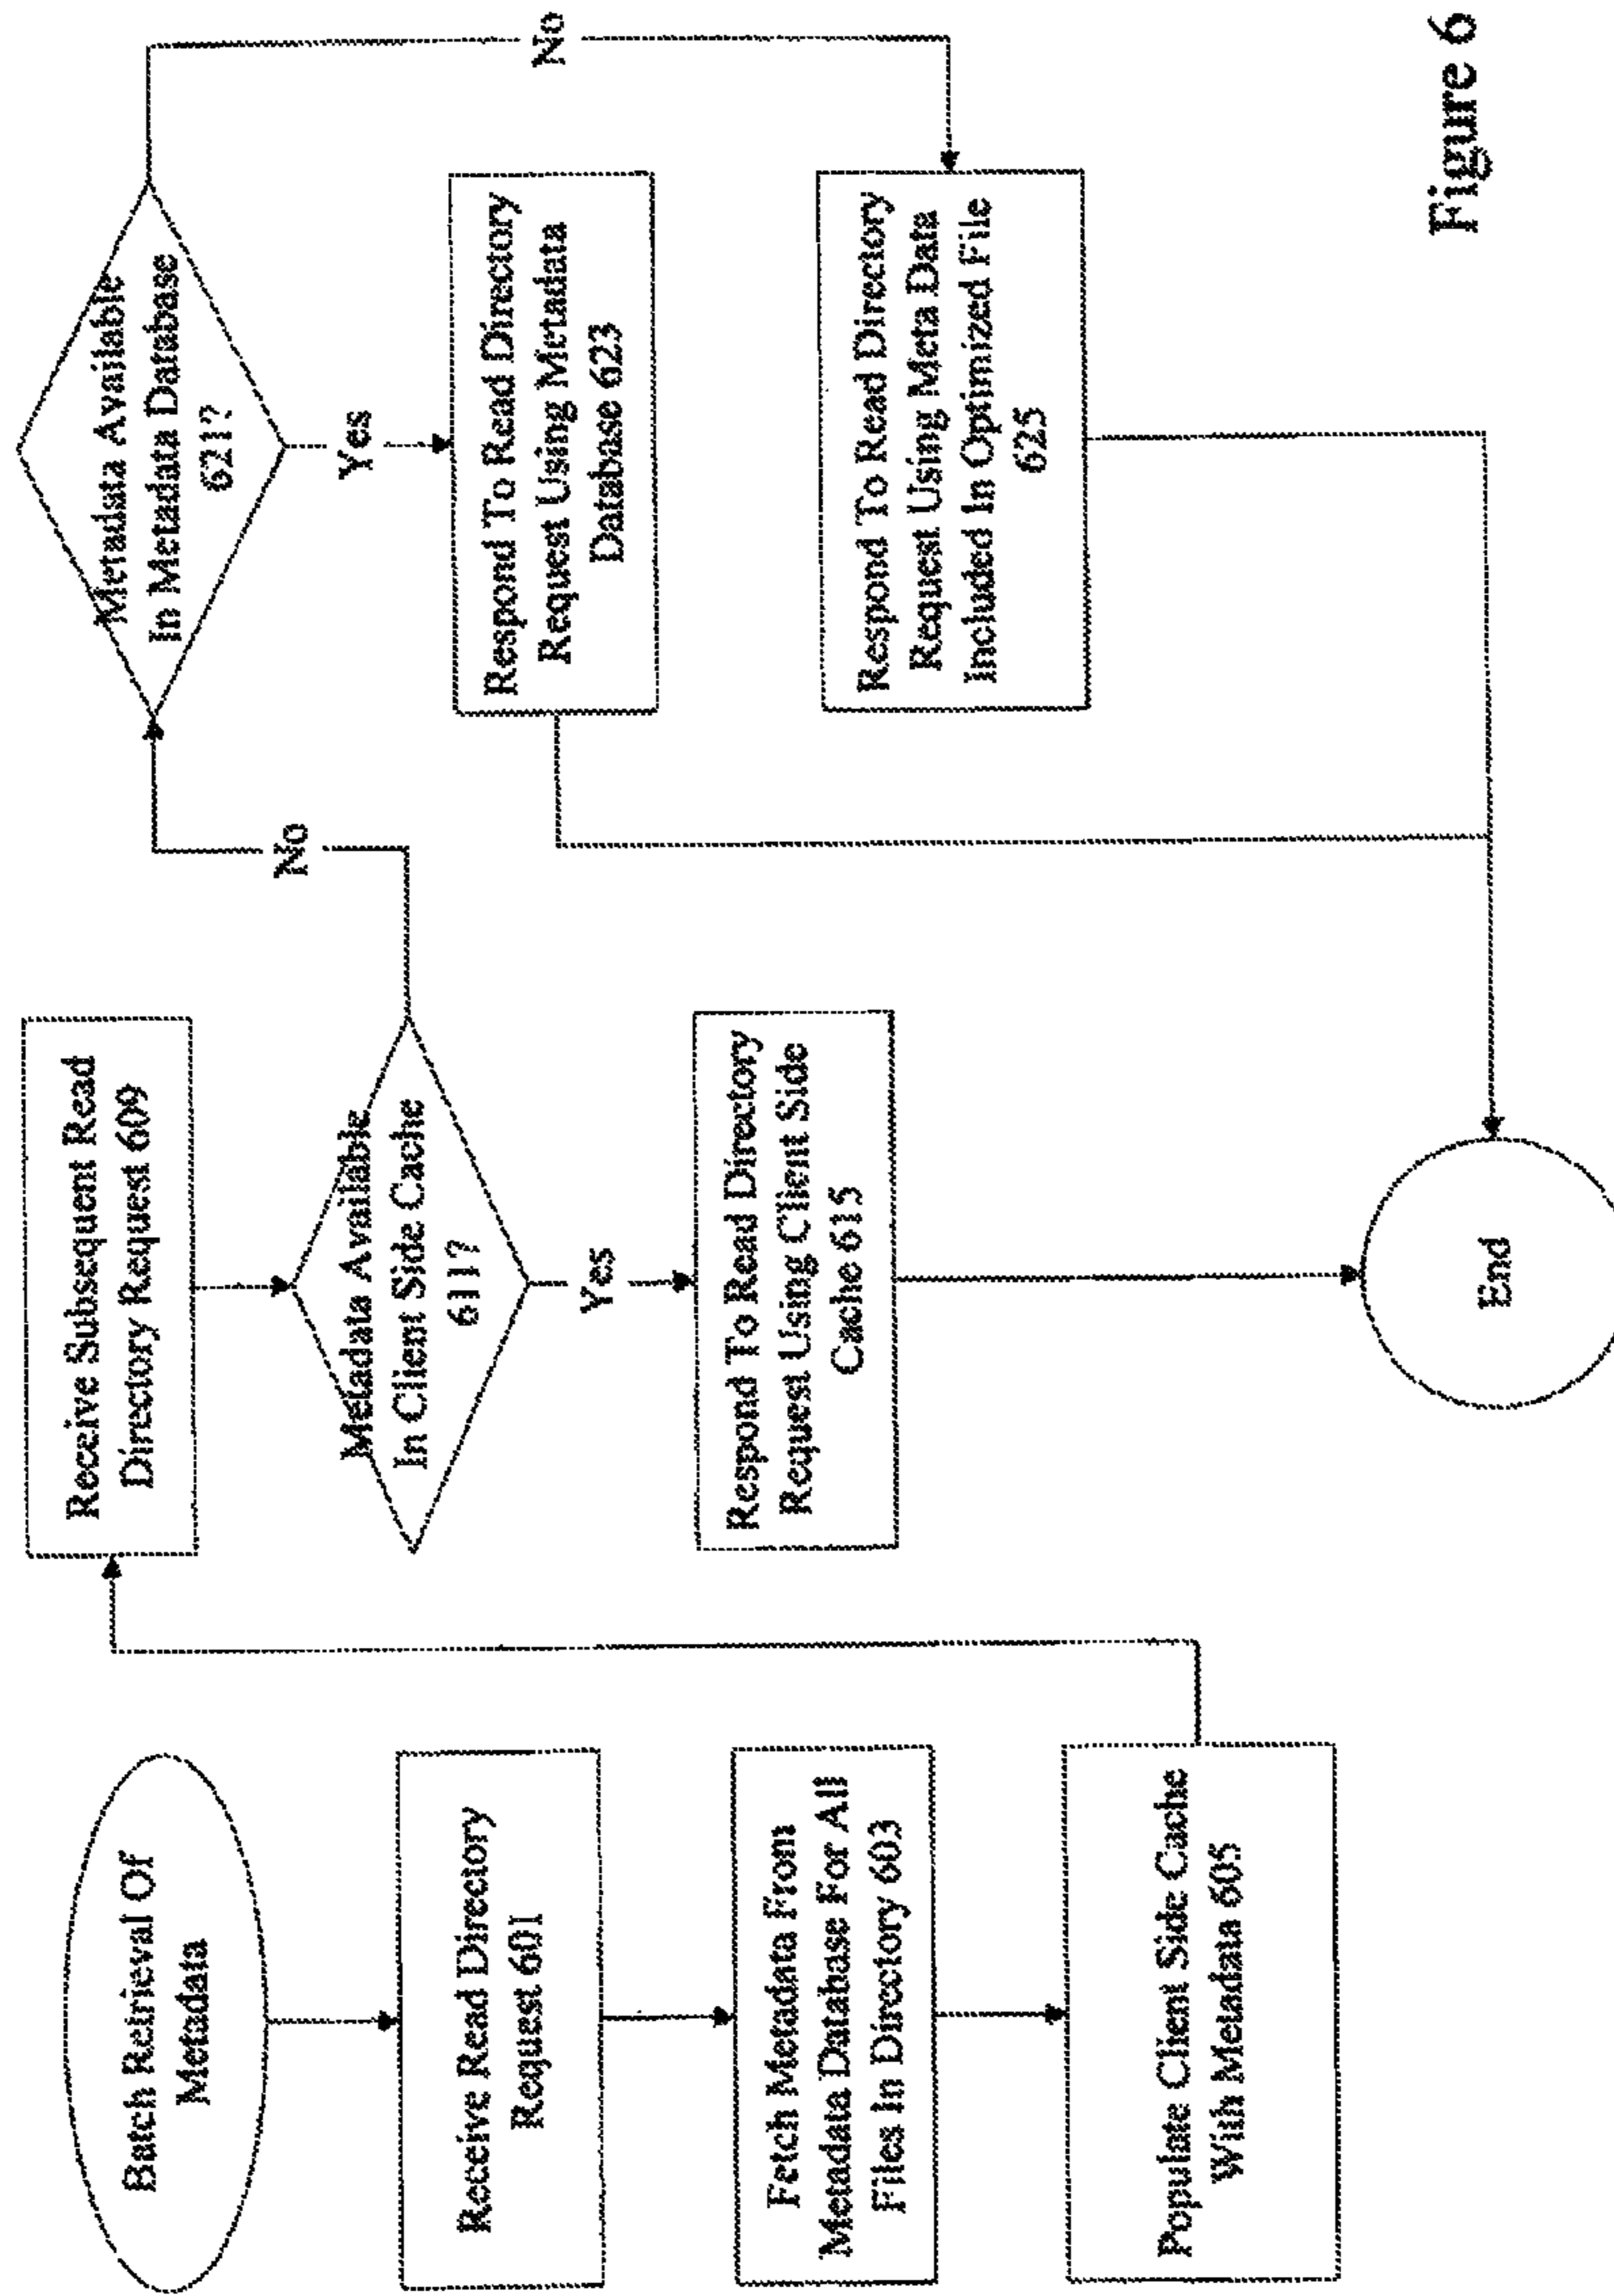 Batch Retrieval Of
Metadata
Receive Read Directory
Request 601
Fetch Metadata From
Metadata Database For All
Files In Directory 603
Populate Client Side Cache
With Metadata 605
Receive Subsequent Read
Directory Request 609
Metadata Available
In Client Side Cache
611?
Yes
No
Respond To Read Directory
Request Using Client Side
Cache 615
End
Metadata Available
In Metadata Database
621?
Yes
No
Respond To Read Directory
Request Using Metadata
Database 623
Respond To Read Directory
Request Using Meta Data
Included In Optimized File
625
Figure 6